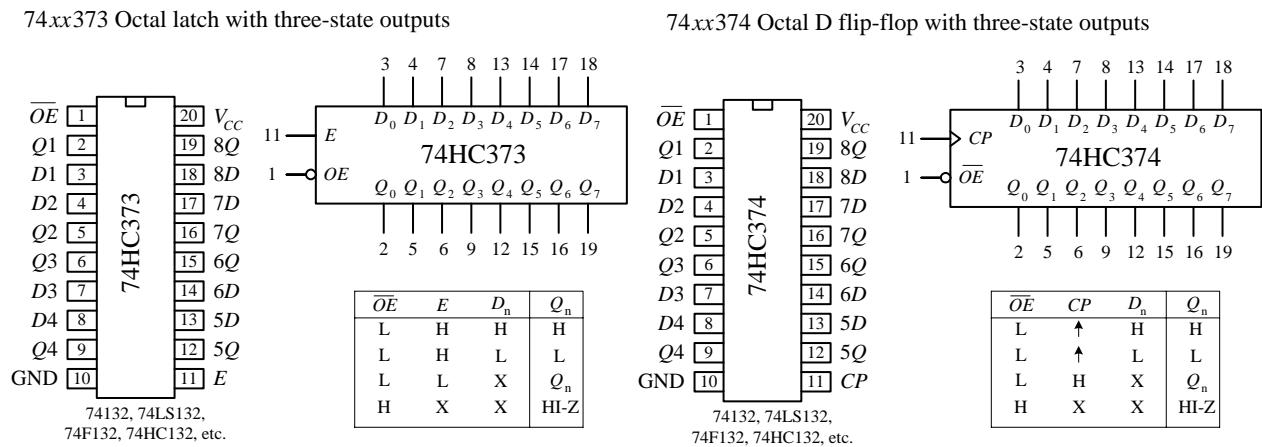 74xx373 Octal latch with three-state outputs
OE 1 20 VCC
Q1 2 19 8Q
D1 3 18 8D
D2 4 17 7D
Q2 5 16 7Q
Q3 6 15 6Q
D3 7 14 6D
D4 8 13 5D
Q4 9 12 5Q
GND 10 11 E
74HC373
74132, 74LS132,
74F132, 74HC132, etc.
3 4 7 8 13 14 17 18
D0 D1 D2 D3 D4 D5 D6 D7
11 E
74HC373
1 OE
Q0 Q1 Q2 Q3 Q4 Q5 Q6 Q7
2 5 6 9 12 15 16 19
OE E Dn Qn
L H H H
L H L L
L L X Qn
H X X HI-Z
74xx374 Octal D flip-flop with three-state outputs
OE 1 20 VCC
Q1 2 19 8Q
D1 3 18 8D
D2 4 17 7D
Q2 5 16 7Q
Q3 6 15 6Q
D3 7 14 6D
D4 8 13 5D
Q4 9 12 5Q
GND 10 11 CP
74HC374
74132, 74LS132,
74F132, 74HC132, etc.
3 4 7 8 13 14 17 18
D0 D1 D2 D3 D4 D5 D6 D7
11 CP
74HC374
1 OE
Q0 Q1 Q2 Q3 Q4 Q5 Q6 Q7
2 5 6 9 12 15 16 19
OE CP Dn Qn
L ↑ H H
L ↑ L L
L H X Qn
H X X HI-Z